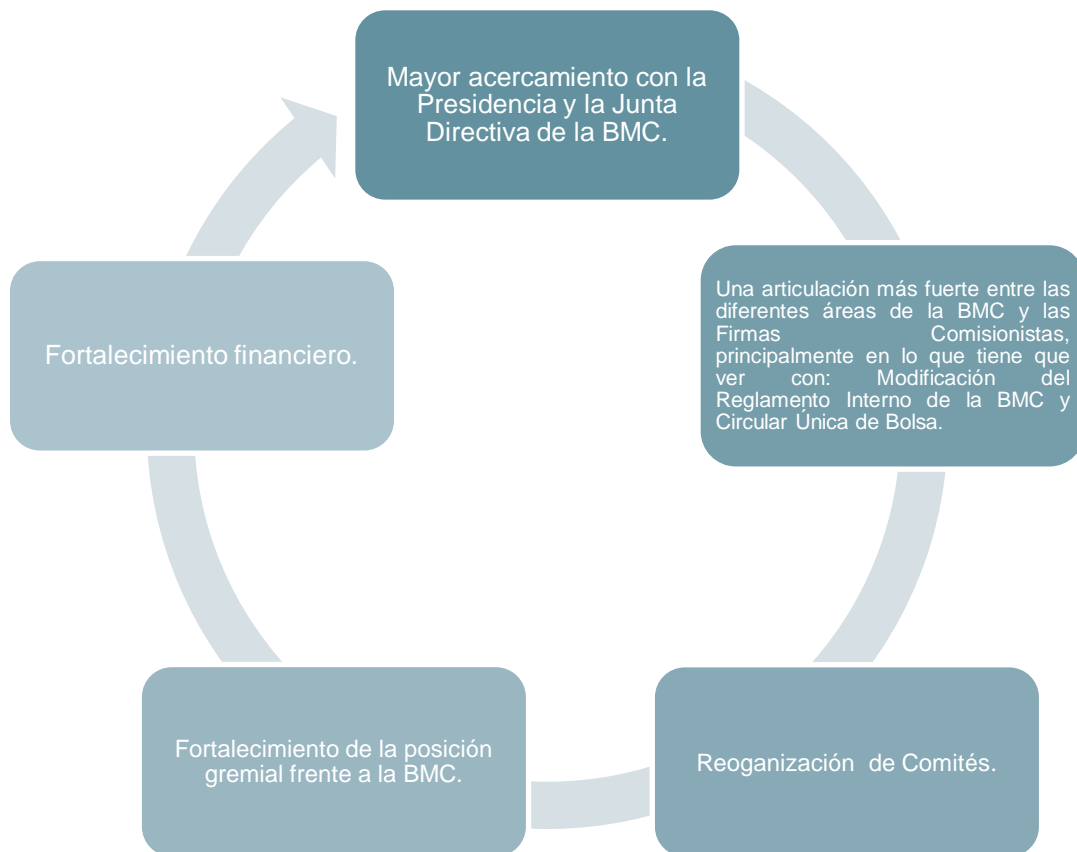 Mayor acercamiento con la
Presidencia y la Junta
Directiva de la BMC.
Una articulación más fuerte entre las
diferentes áreas de la BMC y las
Firmas Comisionistas,
principalmente en lo que tiene que
ver con: Modificación del
Reglamento Interno de la BMC y
Circular Única de Bolsa.
Reoganización de Comités.
Fortalecimiento de la posición
gremial frente a la BMC.
Fortalecimiento financiero.